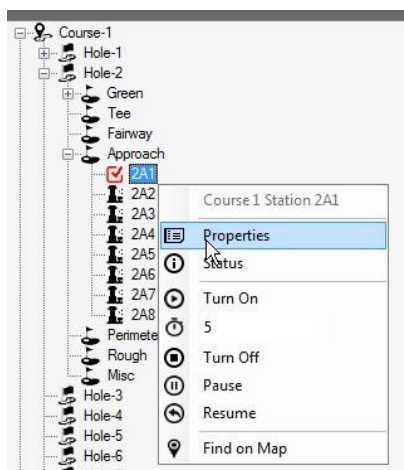 Course-1
Hole-1
Hole-2
Green
Tee
Fairway
Approach
2A1
2A2
Course 1 Station 2A1
2A3
2A4
Properties
2A5
Status
2A6
2A7
Turn On
2A8
5
Perimete
Rough
Turn Off
Misc
Pause
Hole-3
Hole-4
Resume
Hole-5
Hole-6
Find on Map